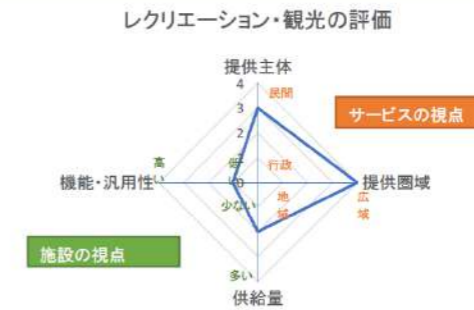 レクリエーション・観光の評価
提供主体
4
民間
3
サービスの視点
2
高い
低い
行政
機能・汎用性
0
提供圏域
少ない
地域
広域
施設の視点
多い
供給量